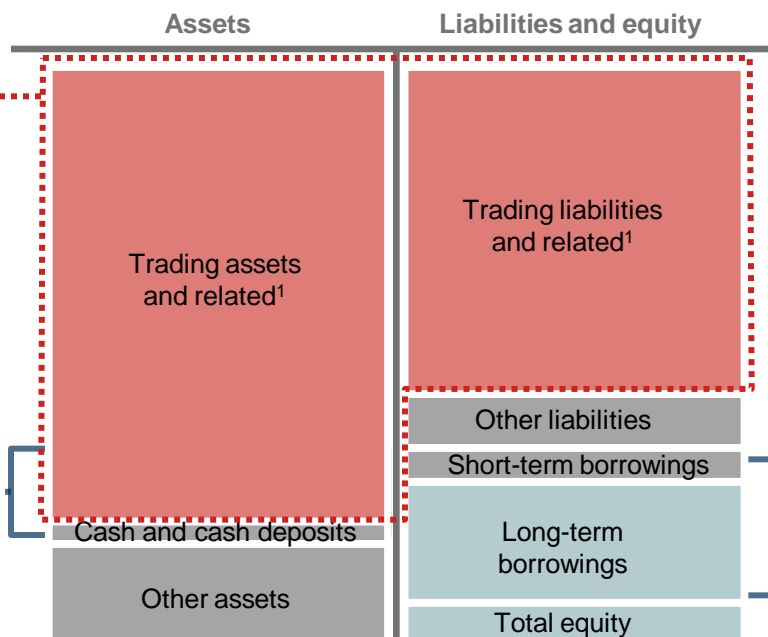 Assets
Liabilities and equity
Trading assets
and related¹
Cash and cash deposits
Other assets
Trading liabilities
and related¹
Other liabilities
Short-term borrowings
Long-term
borrowings
Total equity